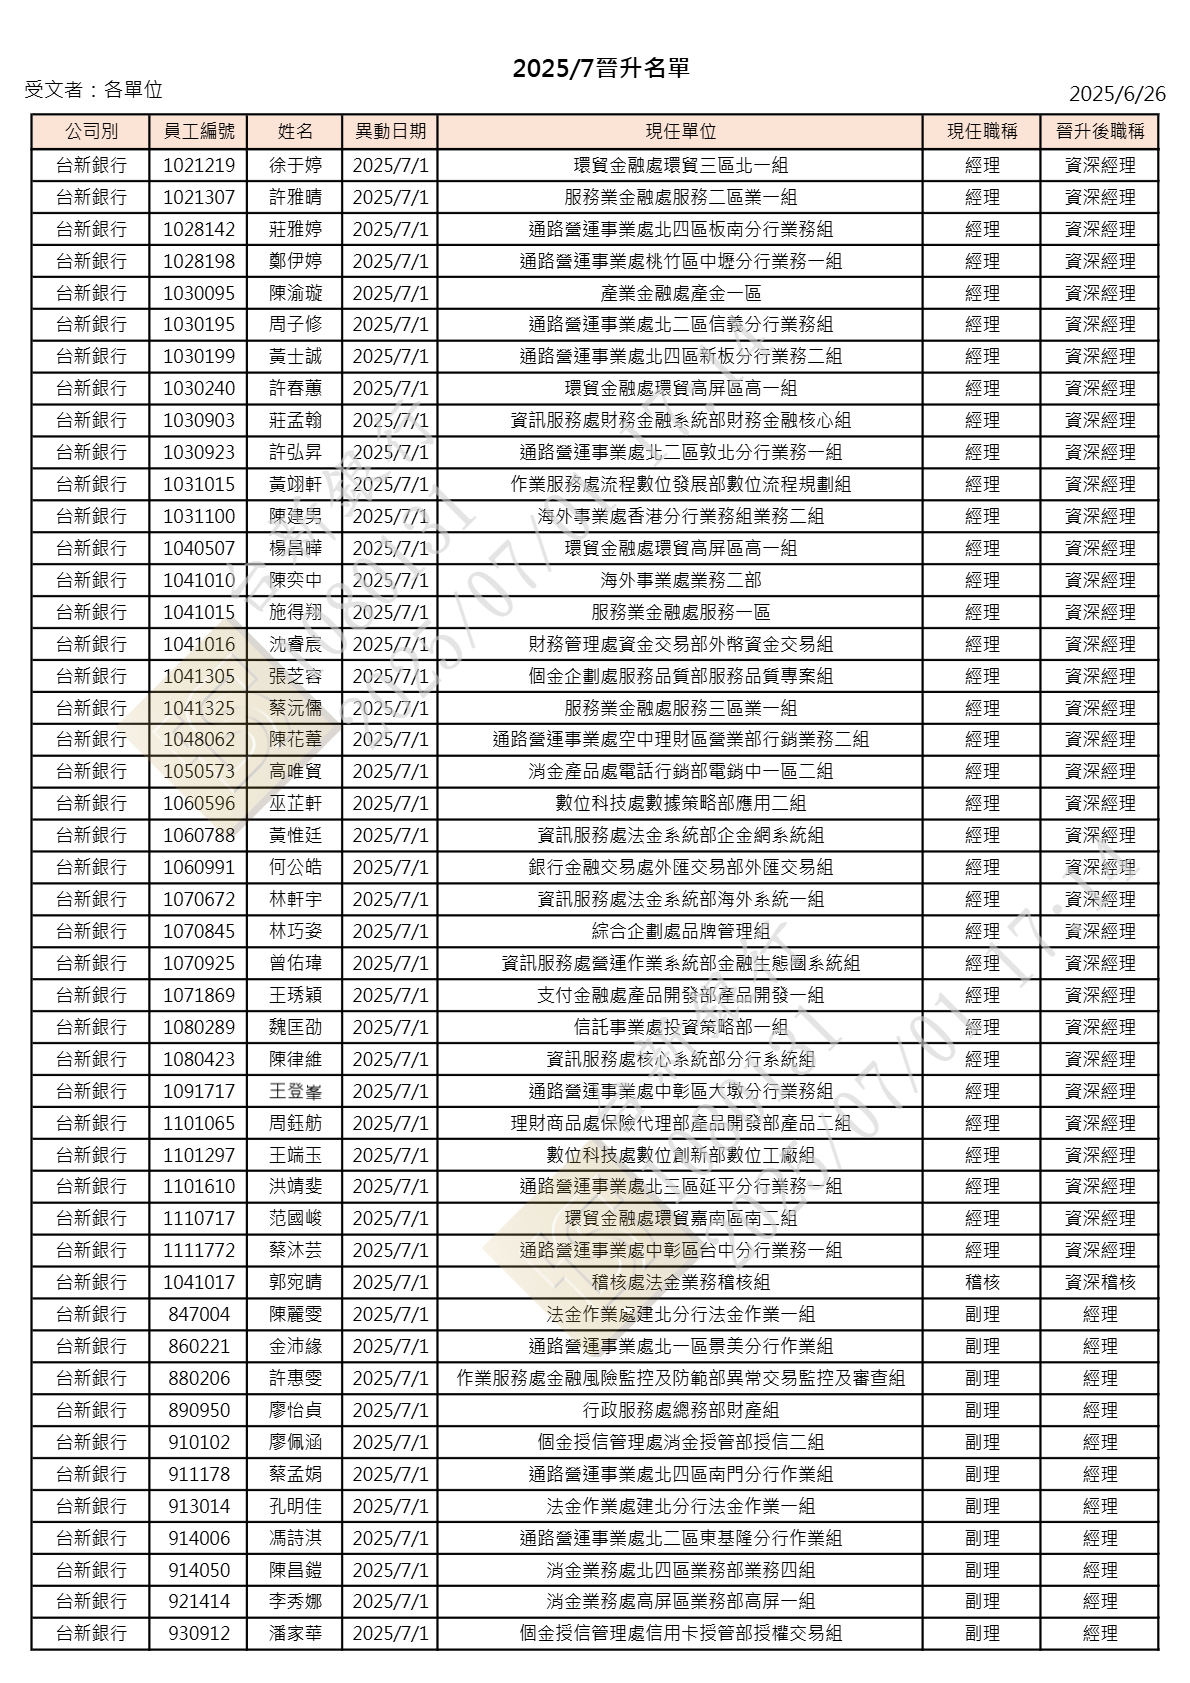 2025/7晉升名單
受文者：各單位
2025/6/26
公司別 員工編號 姓名 異動日期 現任單位 現任職稱 晉升後職稱
台新銀行 1021219 徐于婷 2025/7/1 環貿金融處環貿三區北一組 經理 資深經理
台新銀行 1021307 許雅晴 2025/7/1 服務業金融處服務二區業一組 經理 資深經理
台新銀行 1028142 莊雅婷 2025/7/1 通路營運事業處北四區板南分行業務組 經理 資深經理
台新銀行 1028198 鄭伊婷 2025/7/1 通路營運事業處桃竹區中壢分行業務一組 經理 資深經理
台新銀行 1030095 陳渝璇 2025/7/1 產業金融處產金一區 經理 資深經理
台新銀行 1030195 周子修 2025/7/1 通路營運事業處北二區信義分行業務組 經理 資深經理
台新銀行 1030199 黃士誠 2025/7/1 通路營運事業處北四區新板分行業務二組 經理 資深經理
台新銀行 1030240 許春蕙 2025/7/1 環貿金融處環貿高屏區高一組 經理 資深經理
台新銀行 1030903 莊孟翰 2025/7/1 資訊服務處財務金融系統部財務金融核心組 經理 資深經理
台新銀行 1030923 許弘昇 2025/7/1 通路營運事業處北二區敦北分行業務一組 經理 資深經理
台新銀行 1031015 黃翊軒 2025/7/1 作業服務處流程數位發展部數位流程規劃組 經理 資深經理
台新銀行 1031100 陳建男 2025/7/1 海外事業處香港分行業務組業務二組 經理 資深經理
台新銀行 1040507 楊昌曄 2025/7/1 環貿金融處環貿高屏區高一組 經理 資深經理
台新銀行 1041010 陳奕中 2025/7/1 海外事業處業務二部 經理 資深經理
台新銀行 1041015 施得翔 2025/7/1 服務業金融處服務一區 經理 資深經理
台新銀行 1041016 沈睿宸 2025/7/1 財務管理處資金交易部外幣資金交易組 經理 資深經理
台新銀行 1041305 張芝容 2025/7/1 個金企劃處服務品質部服務品質專案組 經理 資深經理
台新銀行 1041325 蔡沅儒 2025/7/1 服務業金融處服務三區業一組 經理 資深經理
台新銀行 1048062 陳花葦 2025/7/1 通路營運事業處空中理財區營業部行銷業務二組 經理 資深經理
台新銀行 1050573 高唯賀 2025/7/1 消金產品處電話行銷部電銷中一區二組 經理 資深經理
台新銀行 1060596 巫芷軒 2025/7/1 數位科技處數據策略部應用二組 經理 資深經理
台新銀行 1060788 黃惟廷 2025/7/1 資訊服務處法金系統部企金網系統組 經理 資深經理
台新銀行 1060991 何公皓 2025/7/1 銀行金融交易處外匯交易部外匯交易組 經理 資深經理
台新銀行 1070672 林軒宇 2025/7/1 資訊服務處法金系統部海外系統一組 經理 資深經理
台新銀行 1070845 林巧姿 2025/7/1 綜合企劃處品牌管理組 經理 資深經理
台新銀行 1070925 曾佑瑋 2025/7/1 資訊服務處營運作業系統部金融生態圈系統組 經理 資深經理
台新銀行 1071869 王琇穎 2025/7/1 支付金融處產品開發部產品開發一組 經理 資深經理
台新銀行 1080289 魏匡劭 2025/7/1 信託事業處投資策略部一組 經理 資深經理
台新銀行 1080423 陳律維 2025/7/1 資訊服務處核心系統部分行系統組 經理 資深經理
台新銀行 1091717 王登峯 2025/7/1 通路營運事業處中彰區大墩分行業務組 經理 資深經理
台新銀行 1101065 周鈺舫 2025/7/1 理財商品處保險代理部產品開發部產品二組 經理 資深經理
台新銀行 1101297 王端玉 2025/7/1 數位科技處數位創新部數位工廠組 經理 資深經理
台新銀行 1101610 洪靖斐 2025/7/1 通路營運事業處北三區延平分行業務一組 經理 資深經理
台新銀行 1110717 范國峻 2025/7/1 環貿金融處環貿嘉南區南二組 經理 資深經理
台新銀行 1111772 蔡沐芸 2025/7/1 通路營運事業處中彰區台中分行業務一組 經理 資深經理
台新銀行 1041017 郭宛晴 2025/7/1 稽核處法金業務稽核組 稽核 資深稽核
台新銀行 847004 陳麗雯 2025/7/1 法金作業處建北分行法金作業一組 副理 經理
台新銀行 860221 金沛緣 2025/7/1 通路營運事業處北一區景美分行作業組 副理 經理
台新銀行 880206 許惠雯 2025/7/1 作業服務處金融風險監控及防範部異常交易監控及審查組 副理 經理
台新銀行 890950 廖怡貞 2025/7/1 行政服務處總務部財產組 副理 經理
台新銀行 910102 廖佩涵 2025/7/1 個金授信管理處消金授管部授信二組 副理 經理
台新銀行 911178 蔡孟娟 2025/7/1 通路營運事業處北四區南門分行作業組 副理 經理
台新銀行 913014 孔明佳 2025/7/1 法金作業處建北分行法金作業一組 副理 經理
台新銀行 914006 馮詩淇 2025/7/1 通路營運事業處北二區東基隆分行作業組 副理 經理
台新銀行 914050 陳昌鎧 2025/7/1 消金業務處北四區業務部業務四組 副理 經理
台新銀行 921414 李秀娜 2025/7/1 消金業務處高屏區業務部高屏一組 副理 經理
台新銀行 930912 潘家華 2025/7/1 個金授信管理處信用卡授管部授權交易組 副理 經理
台新銀行
1080131
2025/07/01 17:14
台新銀行
1080131
2025/07/01 17:14